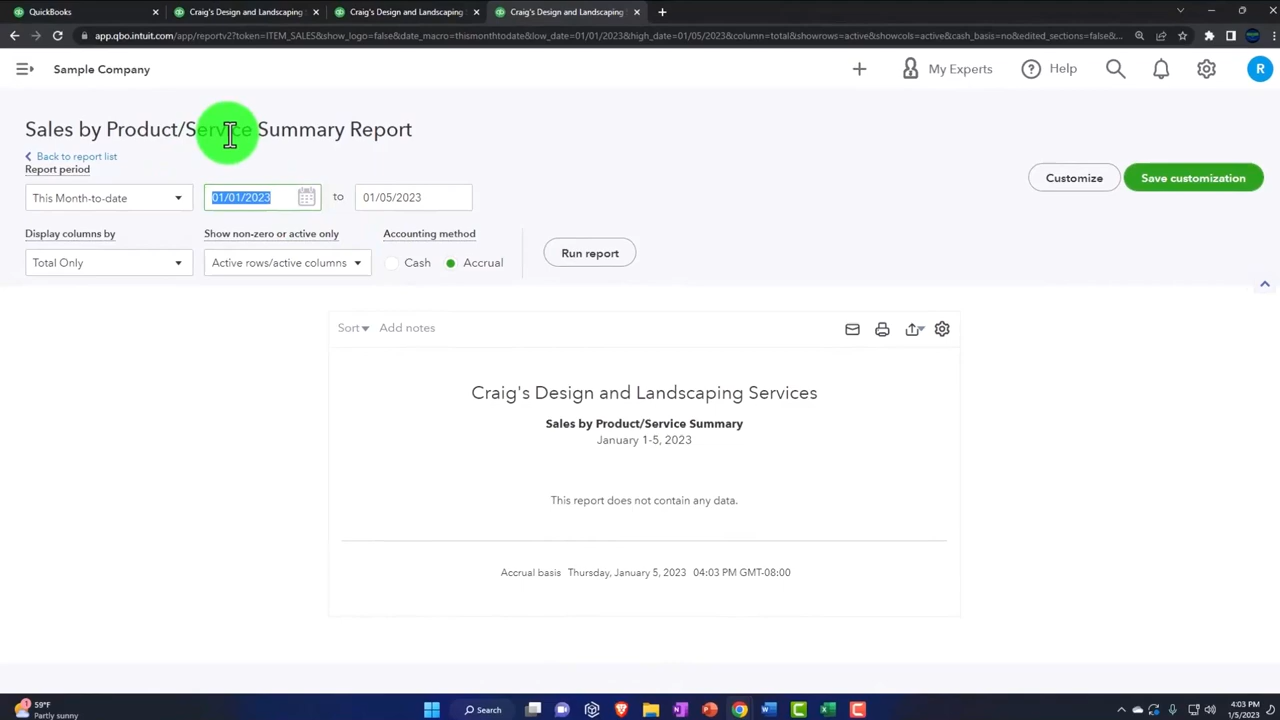 QuickBooks
Craig's Design and Landscaping
Craig's Design and Landscaping
Craig's Design and Landscaping
app.qbo.intuit.com/app/reportv2?token=ITEM_SALES&show_logo=false&date_macro=thismonthtodate&low_date=01/01/2023&high_date=01/05/2023&column=total&showrows=active&showcols=active&cash_basis=no&edited_sections=false&...
Sample Company
My Experts
Help
R
Sales by Product/Service Summary Report
Back to report list
Report period
This Month-to-date
01/01/2023
to
01/05/2023
Customize
Save customization
Display columns by
Show non-zero or active only
Accounting method
Total Only
Active rows/active columns
Cash
Accrual
Run report
Sort
Add notes
Craig's Design and Landscaping Services
Sales by Product/Service Summary
January 1-5, 2023
This report does not contain any data.
Accrual basis Thursday, January 5, 2023 04:03 PM GMT-08:00
59°F
Partly sunny
Search
4:03 PM
1/5/2023